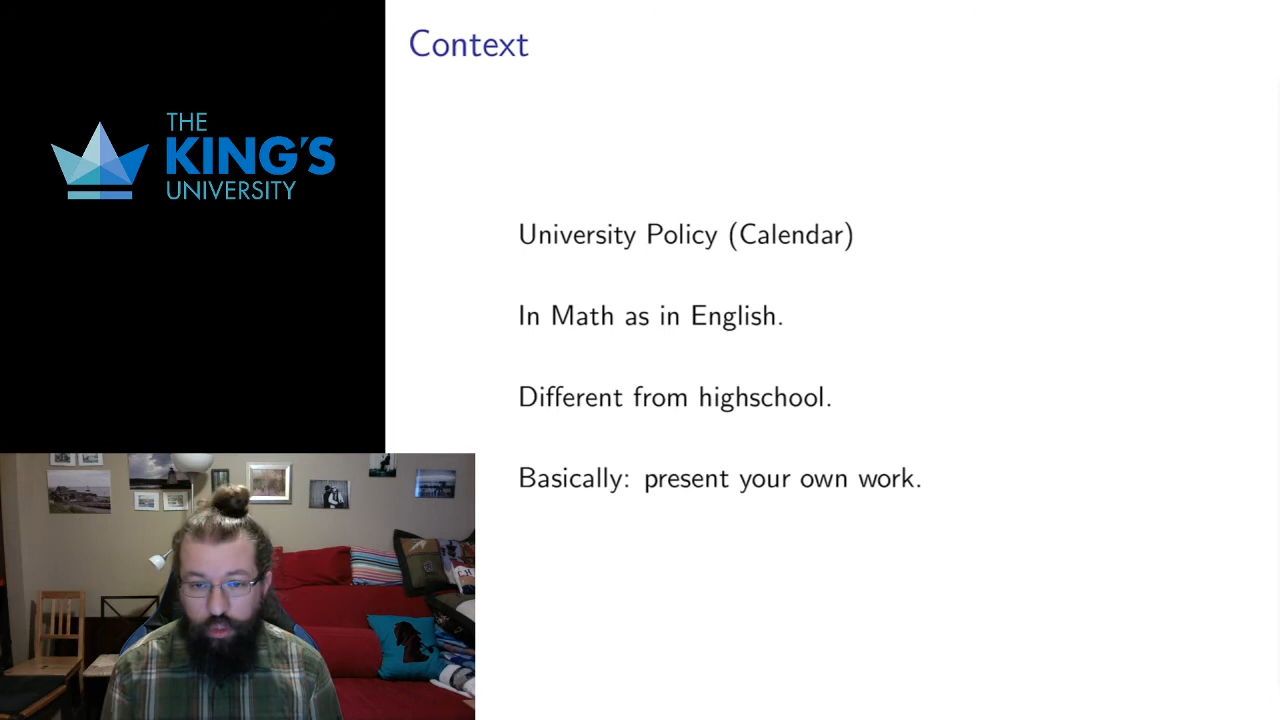 THE
KING'S
UNIVERSITY
Context
University Policy (Calendar)
In Math as in English.
Different from highschool.
Basically: present your own work.